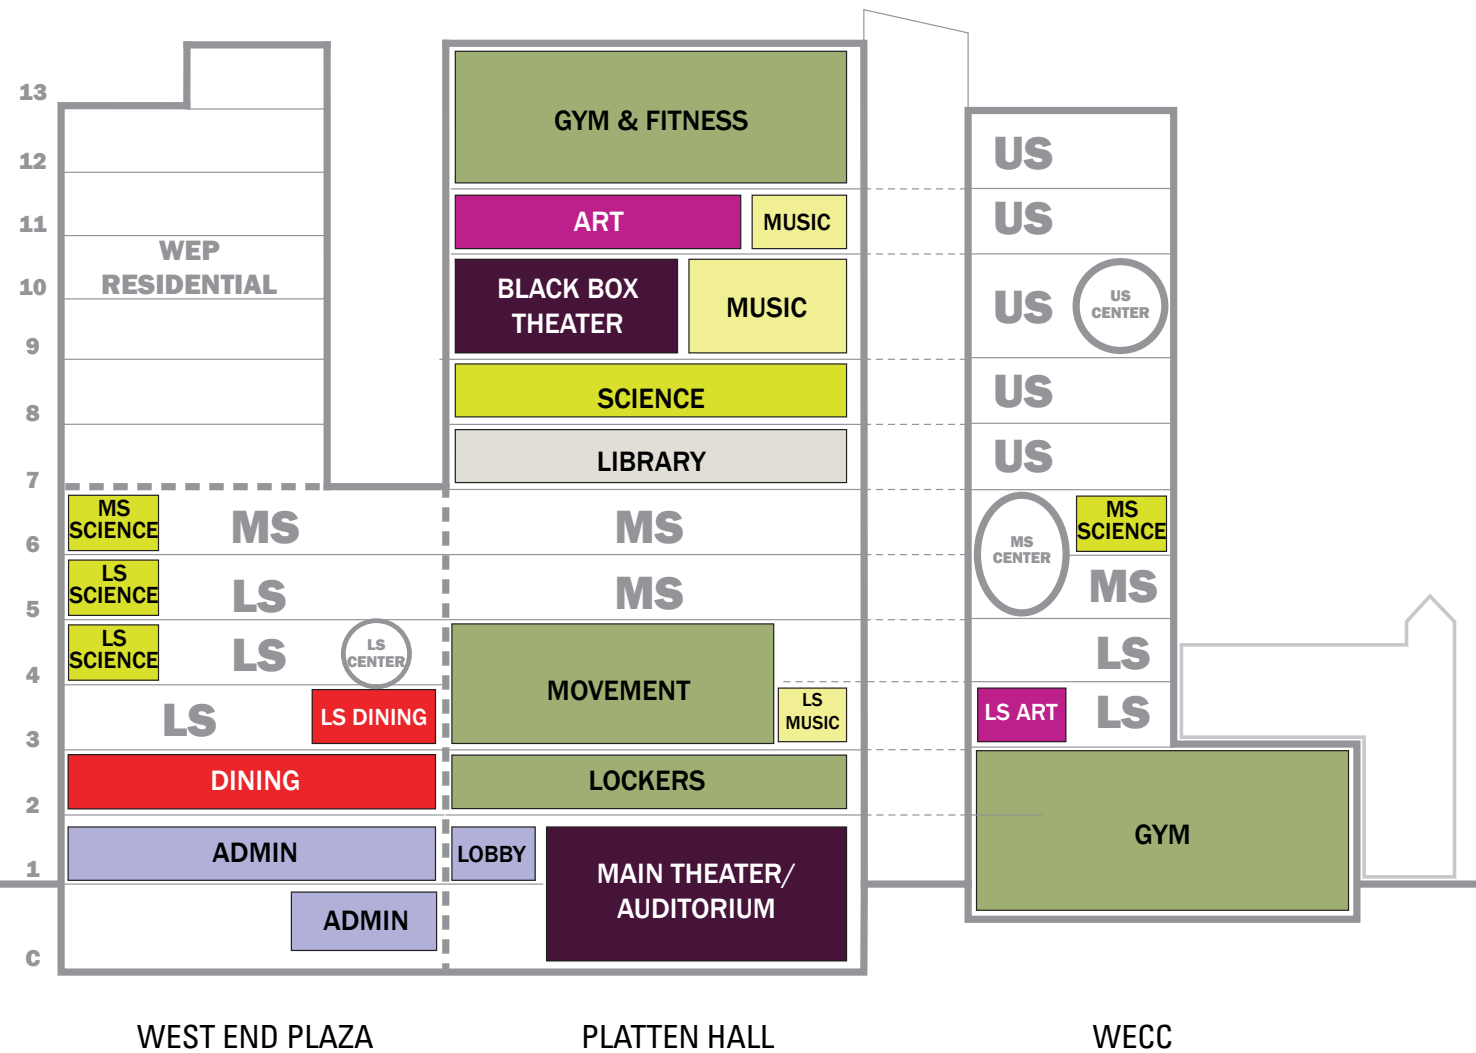 13
12
11
10
9
8
7
6
5
4
3
2
1
C
WEP
RESIDENTIAL
MS
SCIENCE
MS
LS
SCIENCE
LS
LS
SCIENCE
LS
LS
CENTER
LS
LS DINING
DINING
ADMIN
ADMIN
GYM & FITNESS
ART
MUSIC
BLACK BOX
THEATER
MUSIC
SCIENCE
LIBRARY
MS
MS
MOVEMENT
LS
MUSIC
LOCKERS
LOBBY
MAIN THEATER/
AUDITORIUM
US
US
US
US
CENTER
US
US
MS
CENTER
MS
SCIENCE
MS
LS
LS ART
LS
GYM
WEST END PLAZA
PLATTEN HALL
WECC